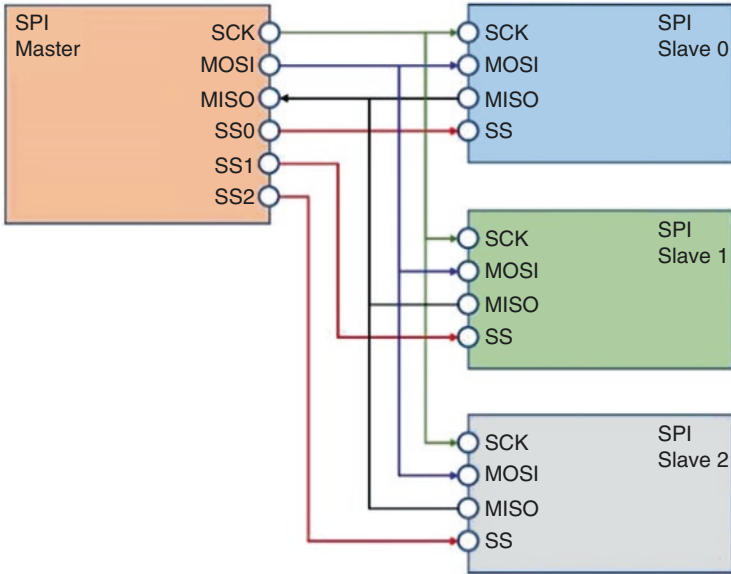 SPI
Master
SCK
MOSI
MISO
SS0
SS1
SS2
SPI
Slave 0
SCK
MOSI
MISO
SS
SPI
Slave 1
SCK
MOSI
MISO
SS
SPI
Slave 2
SCK
MOSI
MISO
SS